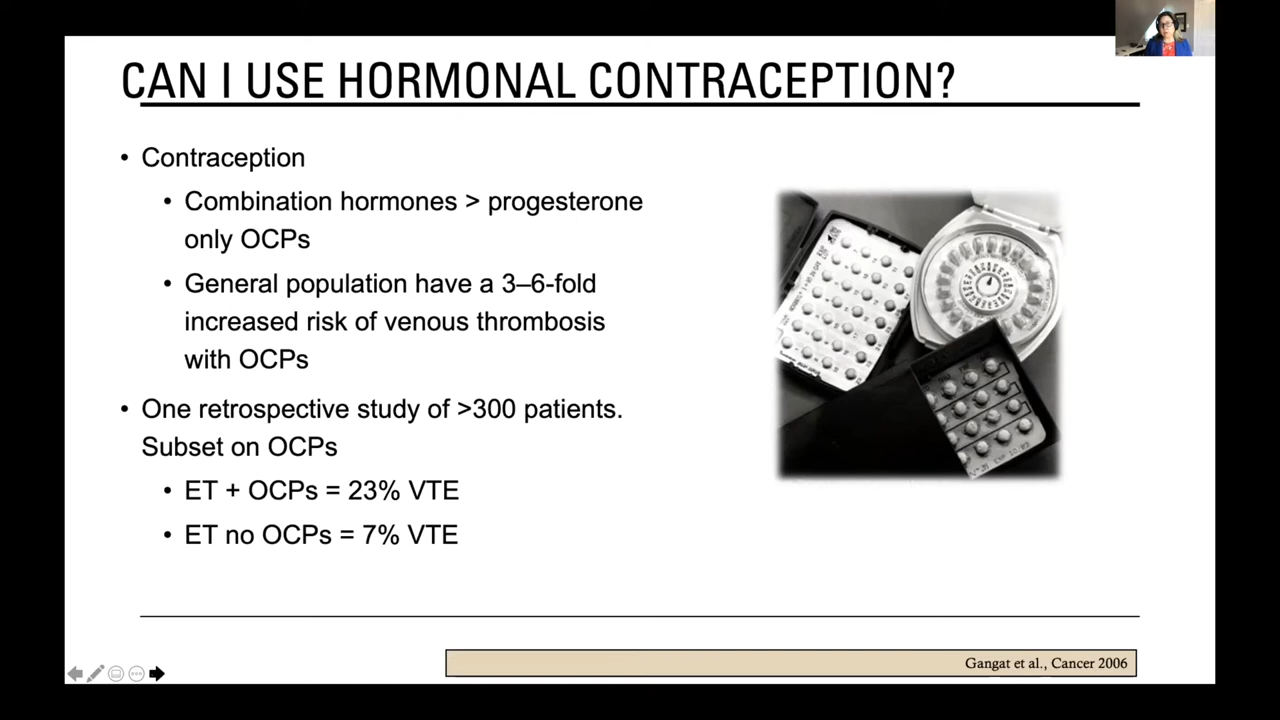 CAN I USE HORMONAL CONTRACEPTION?
• Contraception
• Combination hormones > progesterone
only OCPs
• General population have a 3–6-fold
increased risk of venous thrombosis
with OCPs
• One retrospective study of >300 patients.
Subset on OCPs
• ET + OCPs = 23% VTE
• ET no OCPs = 7% VTE
Gangat et al., Cancer 2006